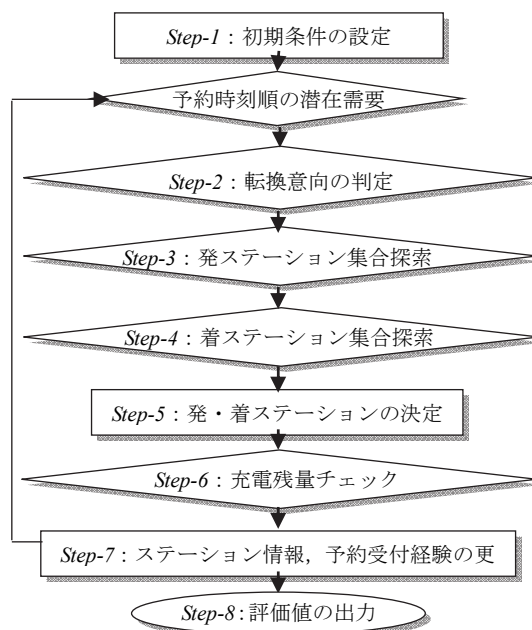 Step-1：初期条件の設定
予約時刻順の潜在需要
Step-2：転換意向の判定
Step-3：発ステーション集合探索
Step-4：着ステーション集合探索
Step-5：発・着ステーションの決定
Step-6：充電残量チェック
Step-7：ステーション情報，予約受付経験の更
Step-8：評価値の出力